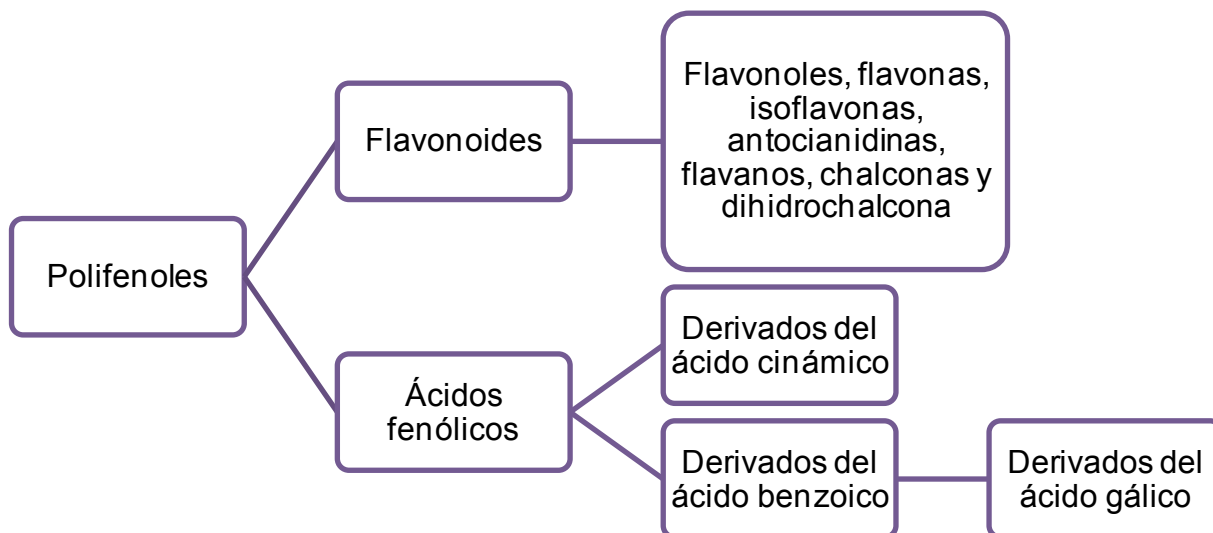 Polifenoles
Flavonoides
Flavonoles, flavonas,
isoflavonas,
antocianidinas,
flavanos, chalconas y
dihidrochalcona
Ácidos
fenólicos
Derivados del
ácido cinámico
Derivados del
ácido benzoico
Derivados del
ácido gálico